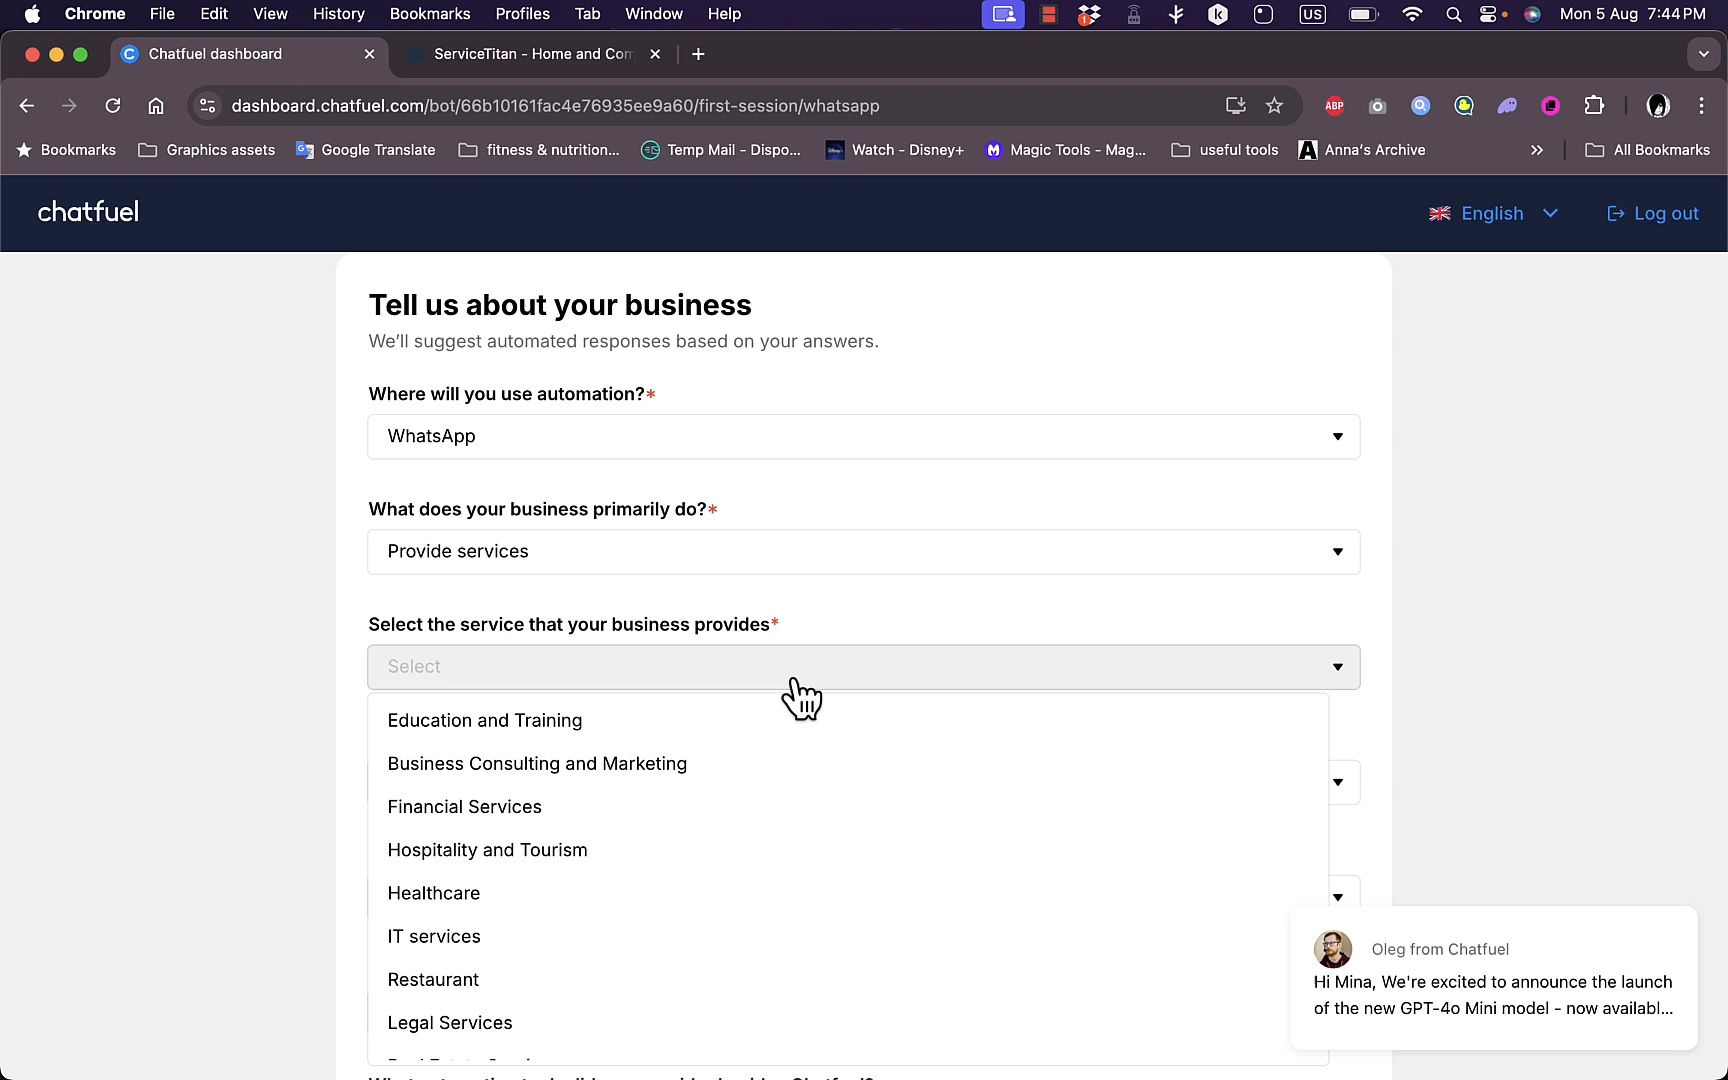 Chrome File Edit View History Bookmarks Profiles Tab Window Help US Mon 5 Aug 7:44 PM
Chatfuel dashboard ServiceTitan - Home and Com
dashboard.chatfuel.com/bot/66b10161fac4e76935ee9a60/first-session/whatsapp ABP
Bookmarks Graphics assets Google Translate fitness & nutrition... Temp Mail - Dispo... Watch - Disney+ Magic Tools - Mag... useful tools Anna's Archive All Bookmarks
chatfuel English Log out
Tell us about your business
We'll suggest automated responses based on your answers.
Where will you use automation?*
WhatsApp
What does your business primarily do?*
Provide services
Select the service that your business provides*
Select
Education and Training
Business Consulting and Marketing
Financial Services
Hospitality and Tourism
Healthcare
IT services
Restaurant
Legal Services
Oleg from Chatfuel
Hi Mina, We're excited to announce the launch
of the new GPT-4o Mini model - now availabl...